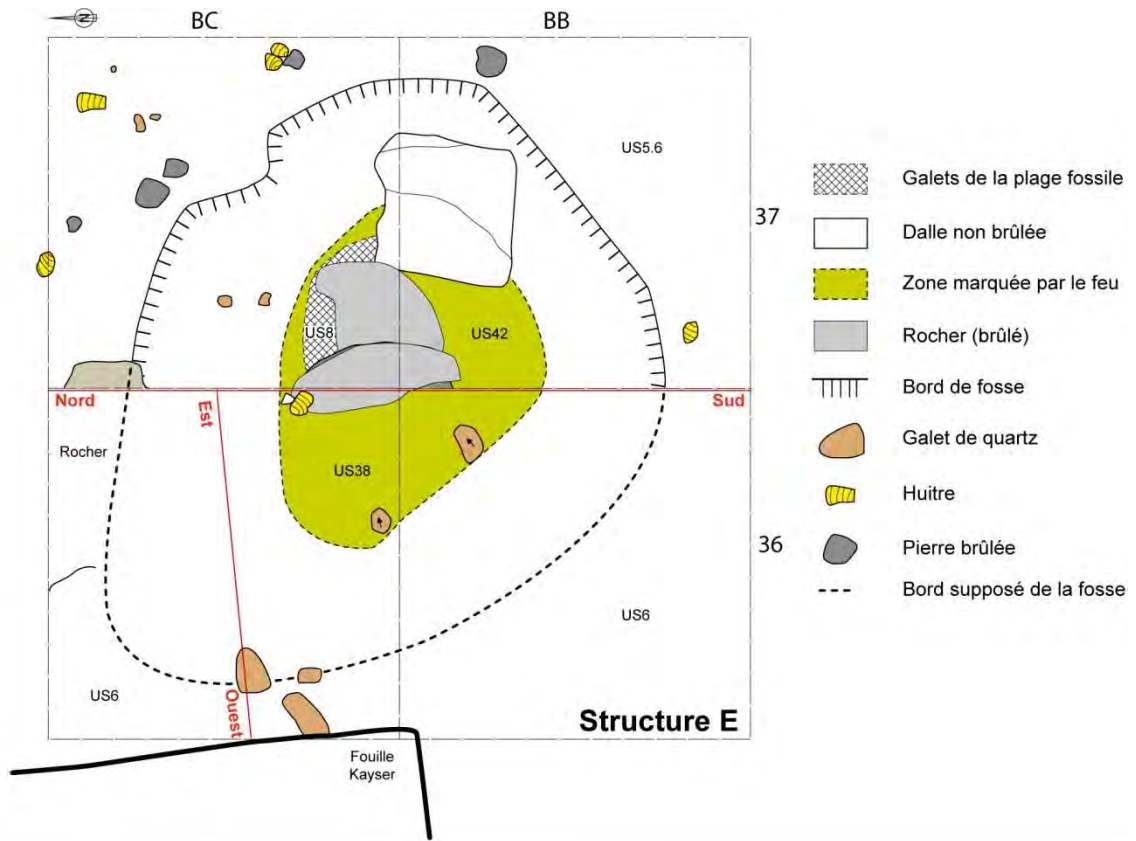 N
BC
BB
US5.6
37
US8
US42
Nord
Sud
Est
Rocher
US38
36
US6
US6
Ouest
Structure E
Fouille
Kayser
Galets de la plage fossile
Dalle non brûlée
Zone marquée par le feu
Rocher (brûlé)
Bord de fosse
Galet de quartz
Huitre
Pierre brûlée
Bord supposé de la fosse